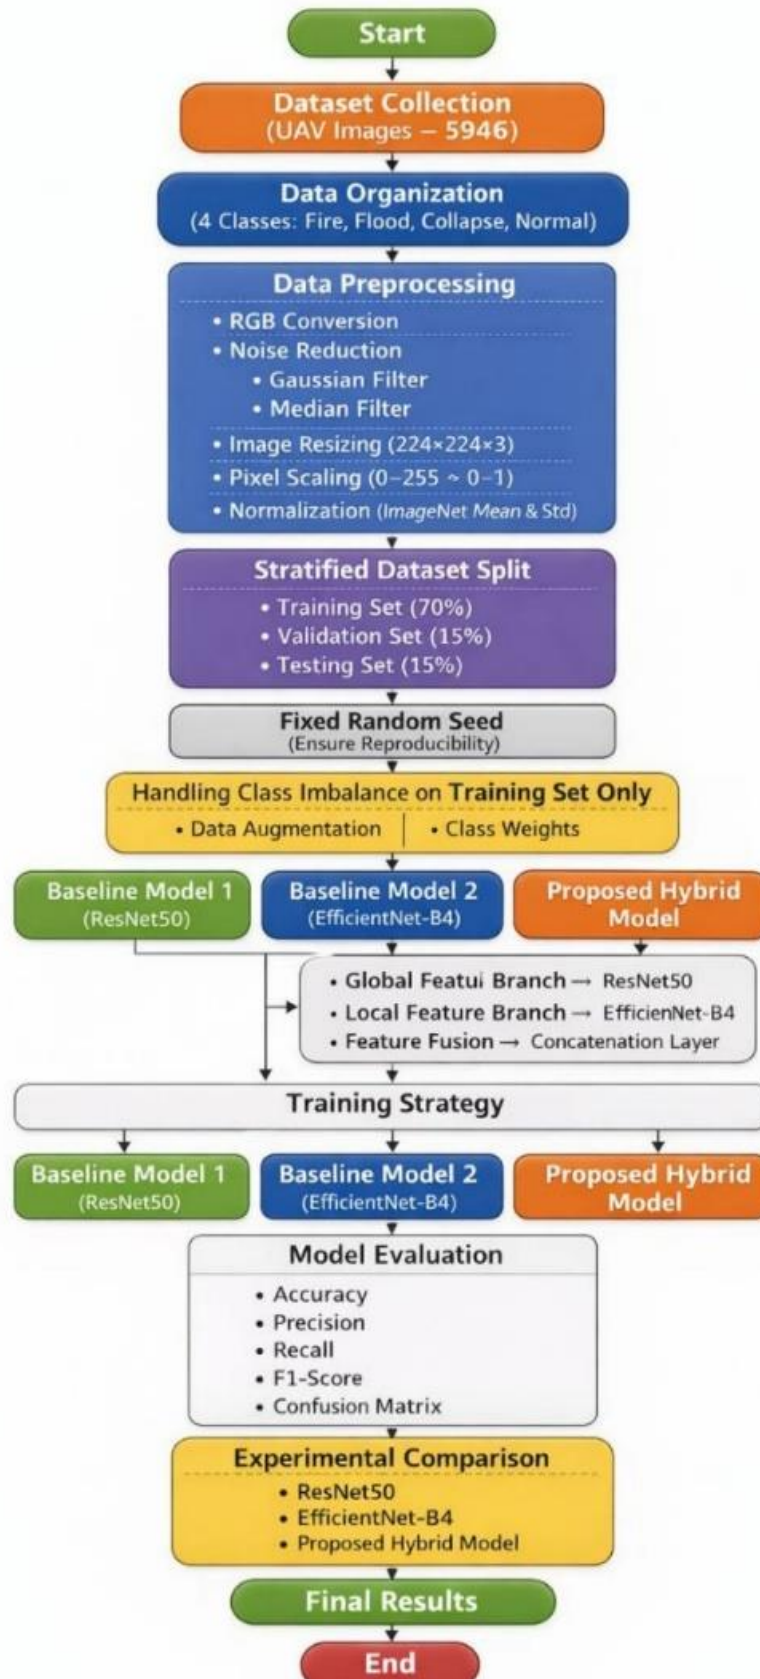 Start
Dataset Collection
(UAV Images – 5946)
Data Organization
(4 Classes: Fire, Flood, Collapse, Normal)
Data Preprocessing
• RGB Conversion
• Noise Reduction
• Gaussian Filter
• Median Filter
• Image Resizing (224×224×3)
• Pixel Scaling (0–255 ~ 0–1)
• Normalization (ImageNet Mean & Std)
Stratified Dataset Split
• Training Set (70%)
• Validation Set (15%)
• Testing Set (15%)
Fixed Random Seed
(Ensure Reproducibility)
Handling Class Imbalance on Training Set Only
• Data Augmentation | • Class Weights
Baseline Model 1
(ResNet50)
Baseline Model 2
(EfficientNet-B4)
Proposed Hybrid
Model
• Global Featui Branch → ResNet50
• Local Feature Branch → EfficienNet-B4
• Feature Fusion → Concatenation Layer
Training Strategy
Baseline Model 1
(ResNet50)
Baseline Model 2
(EfficientNet-B4)
Proposed Hybrid
Model
Model Evaluation
• Accuracy
• Precision
• Recall
• F1-Score
• Confusion Matrix
Experimental Comparison
• ResNet50
• EfficientNet-B4
• Proposed Hybrid Model
Final Results
End